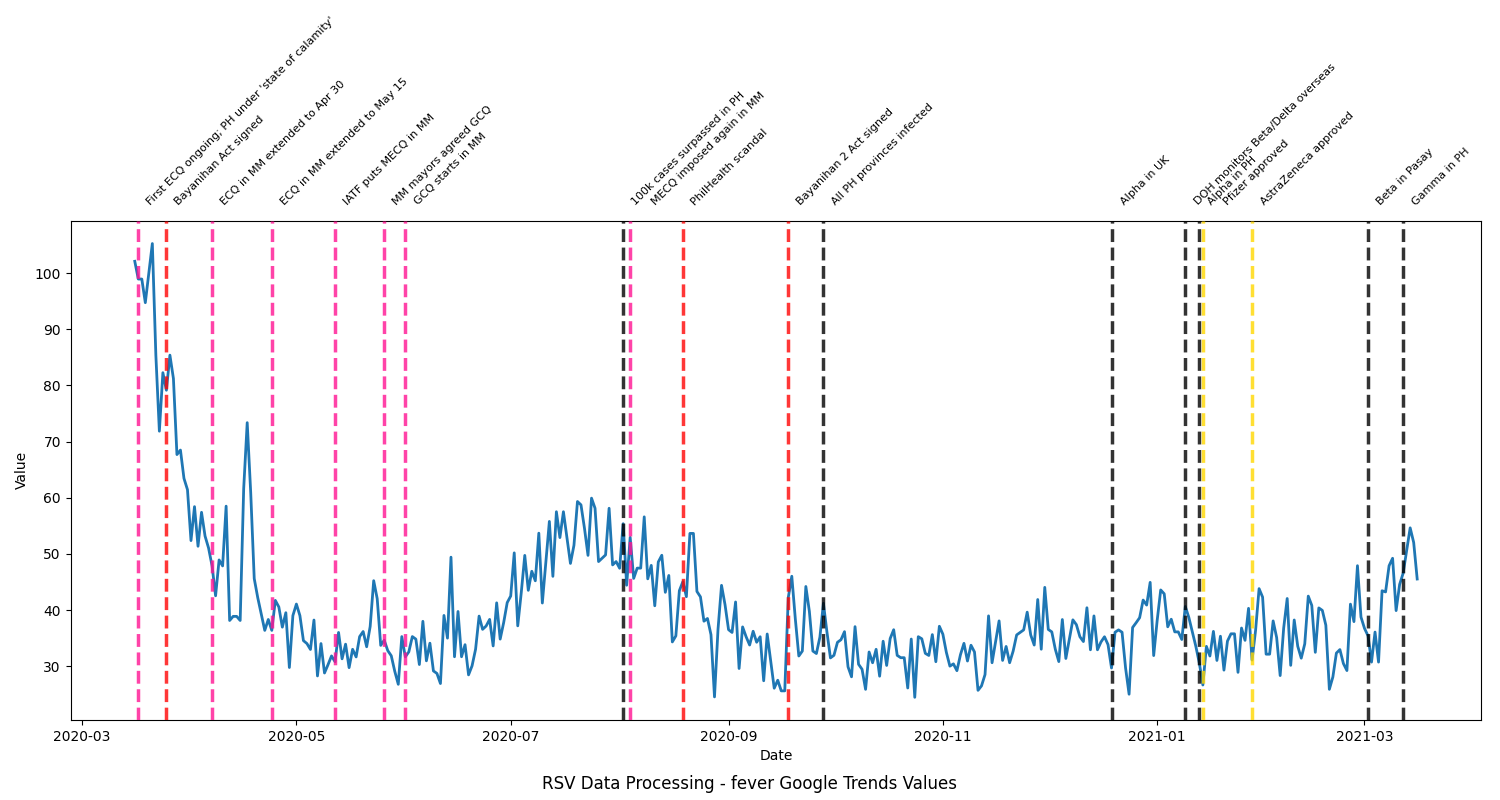 First ECQ ongoing; PH under 'state of calamity'
Bayanihan Act signed
ECQ in MM extended to Apr 30
ECQ in MM extended to May 15
IATF puts MECQ in MM
MM mayors agreed GCQ
GCQ starts in MM
100k cases surpassed in PH
MECQ imposed again in MM
PhilHealth scandal
Bayanihan 2 Act signed
All PH provinces infected
Alpha in UK
DOH monitors Beta/Delta overseas
Alpha in PH
Pfizer approved
AstraZeneca approved
Beta in Pasay
Gamma in PH
Value
100
90
80
70
60
50
40
30
2020-03
2020-05
2020-07
2020-09
2020-11
2021-01
2021-03
Date
RSV Data Processing - fever Google Trends Values